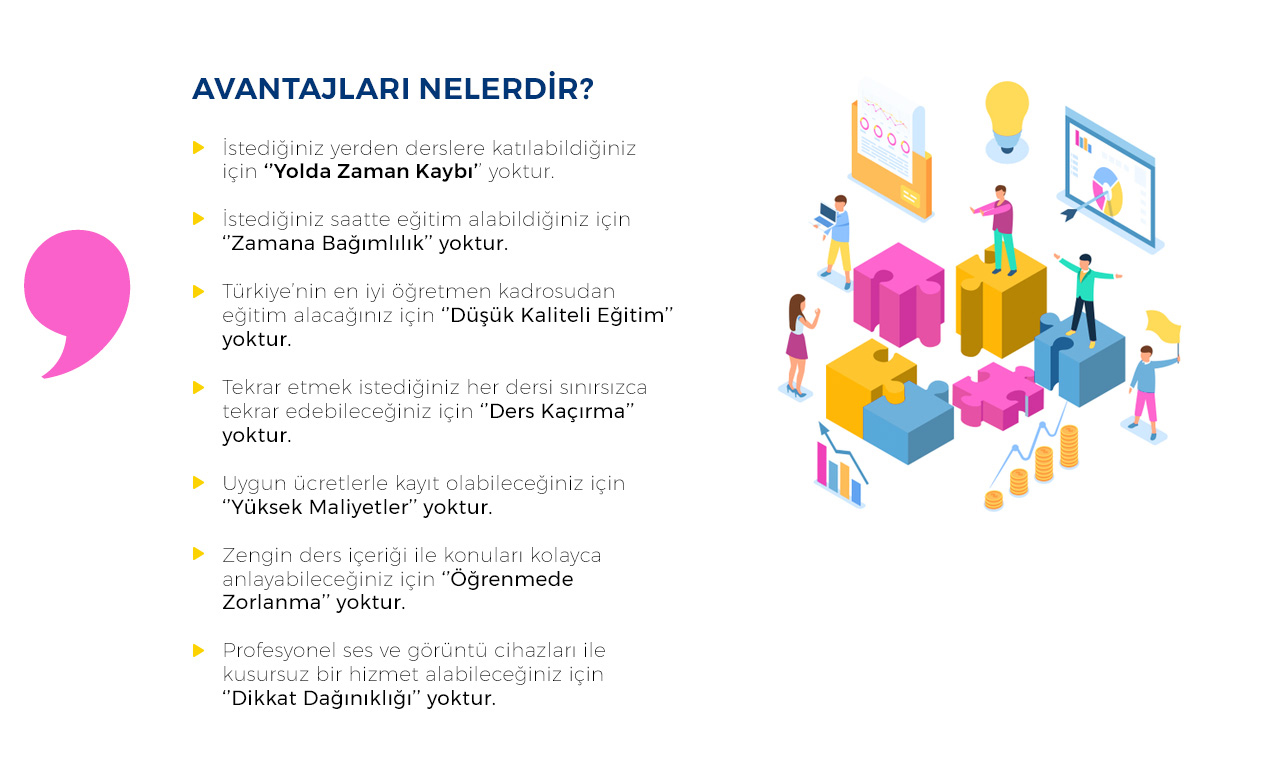 AVANTAJLARI NELERDİR?
İstediğiniz yerden derslere katılabildiğiniz
için ‘’Yolda Zaman Kaybı’’ yoktur.
İstediğiniz saatte eğitim alabildiğiniz için
‘’Zamana Bağımlılık’’ yoktur.
Türkiye’nin en iyi öğretmen kadrosudan
eğitim alacağınız için ‘’Düşük Kaliteli Eğitim’’
yoktur.
Tekrar etmek istediğiniz her dersi sınırsızca
tekrar edebileceğiniz için ‘’Ders Kaçırma’’
yoktur.
Uygun ücretlerle kayıt olabileceğiniz için
‘’Yüksek Maliyetler’’ yoktur.
Zengin ders içeriği ile konuları kolayca
anlayabileceğiniz için ‘’Öğrenmede
Zorlanma’’ yoktur.
Profesyonel ses ve görüntü cihazları ile
kusursuz bir hizmet alabileceğiniz için
‘’Dikkat Dağınıklığı’’ yoktur.